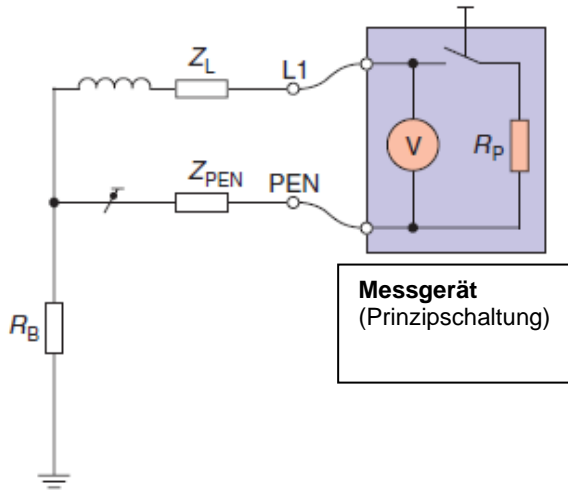 Z_L
L1
V
R_P
Z_PEN
PEN
R_B
Messgerät
(Prinzipschaltung)